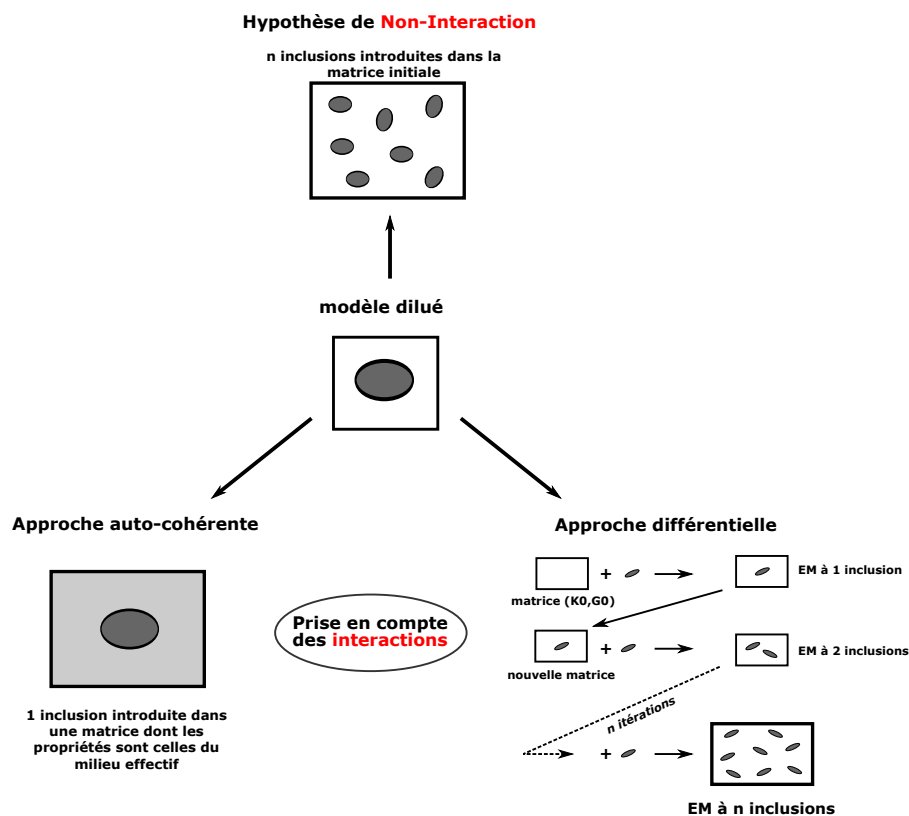 Hypothèse de Non-Interaction
n inclusions introduites dans la
matrice initiale
modèle dilué
Approche auto-cohérente
1 inclusion introduite dans
une matrice dont les
propriétés sont celles du
milieu effectif
Prise en compte
des interactions
Approche différentielle
+
EM à 1 inclusion
matrice (K0,G0)
+
EM à 2 inclusions
nouvelle matrice
n itérations
+
EM à n inclusions